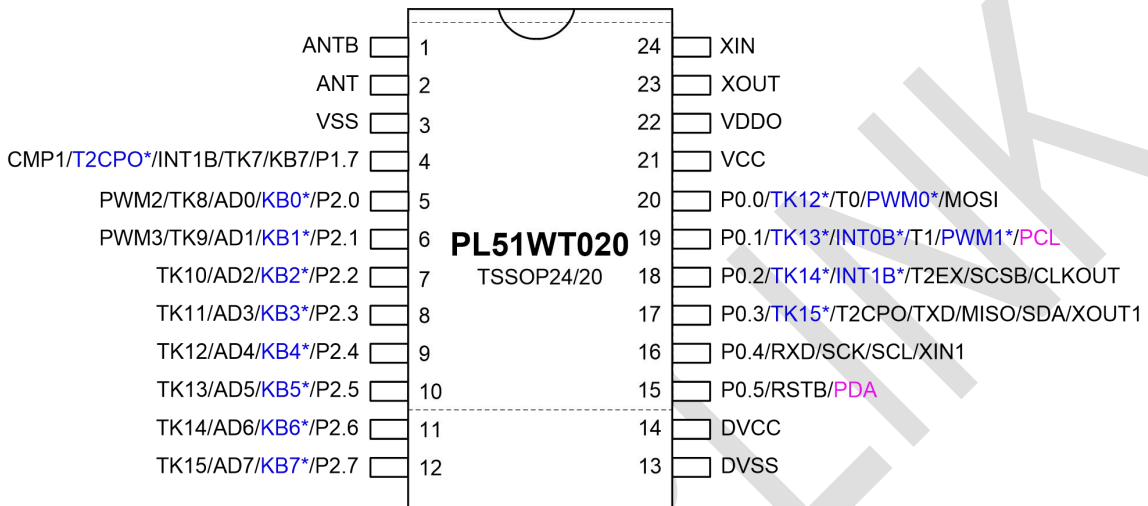 ANTB 1 24 XIN
ANT 2 23 XOUT
VSS 3 22 VDDO
CMP1/T2CPO*/INT1B/TK7/KB7/P1.7 4 21 VCC
PWM2/TK8/AD0/KB0*/P2.0 5 20 P0.0/TK12*/T0/PWM0*/MOSI
PWM3/TK9/AD1/KB1*/P2.1 6 PL51WT020 19 P0.1/TK13*/INT0B*/T1/PWM1*/PCL
TK10/AD2/KB2*/P2.2 7 TSSOP24/20 18 P0.2/TK14*/INT1B*/T2EX/SCSB/CLKOUT
TK11/AD3/KB3*/P2.3 8 17 P0.3/TK15*/T2CPO/TXD/MISO/SDA/XOUT1
TK12/AD4/KB4*/P2.4 9 16 P0.4/RXD/SCK/SCL/XIN1
TK13/AD5/KB5*/P2.5 10 15 P0.5/RSTB/PDA
TK14/AD6/KB6*/P2.6 11 14 DVCC
TK15/AD7/KB7*/P2.7 12 13 DVSS
LINK